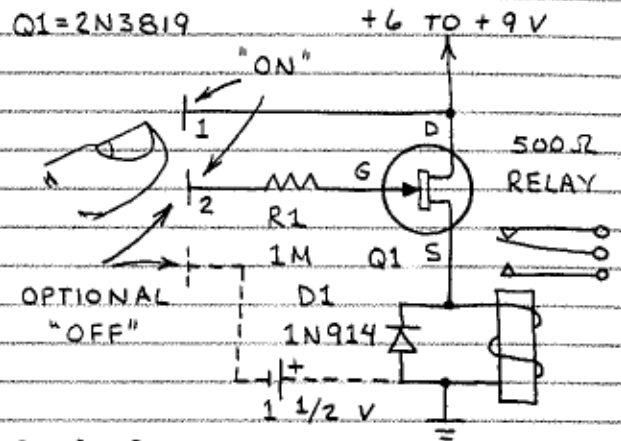 Q1=2N3819
+6 TO +9 V
"ON"
1
D
500Ω
RELAY
G
2
R1
1M
Q1
S
OPTIONAL
"OFF"
D1
1N914
+
1 1/2 V